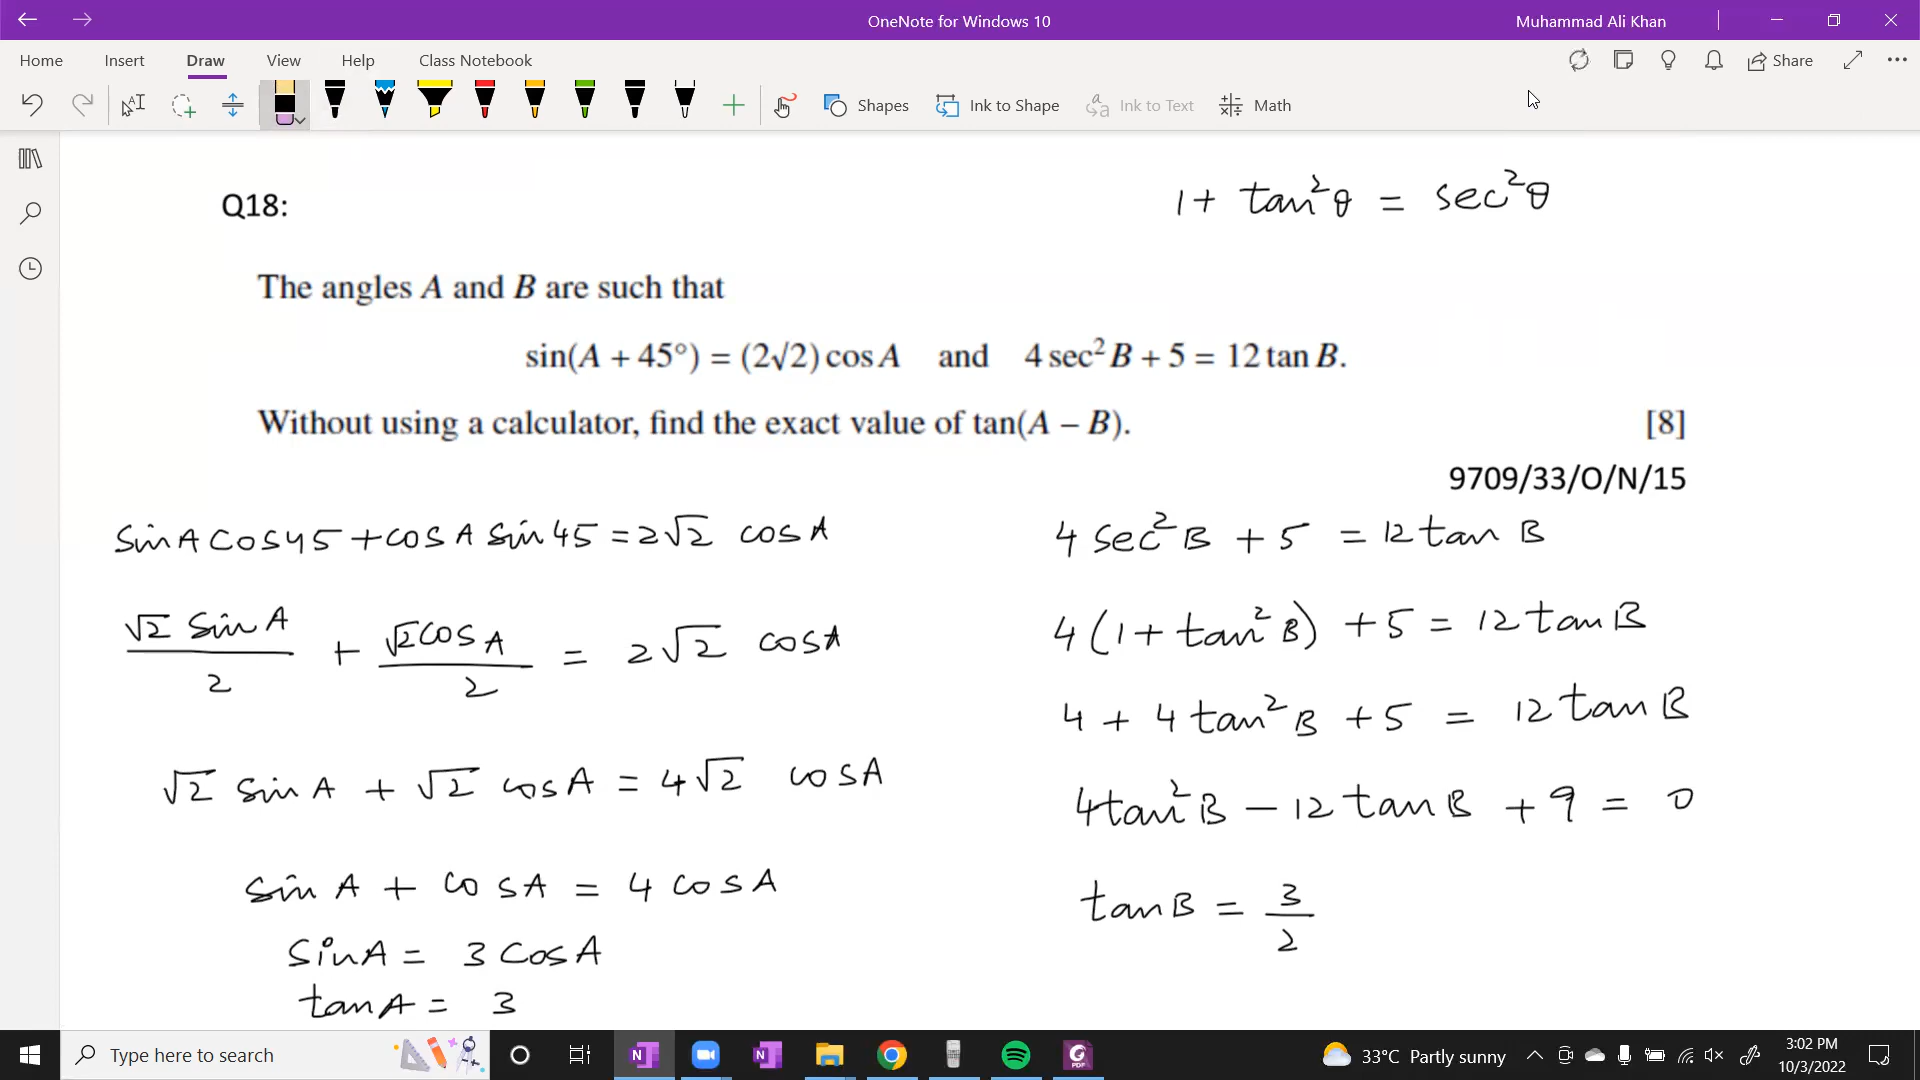 OneNote for Windows 10
Muhammad Ali Khan
Home Insert Draw View Help Class Notebook
Share
Shapes Ink to Shape Ink to Text Math
Q18:
1 + tan²θ = sec²θ
The angles A and B are such that
sin(A + 45°) = (2√2) cos A and 4 sec² B + 5 = 12 tan B.
Without using a calculator, find the exact value of tan(A – B). [8]
9709/33/O/N/15
sinA cos45 + cosA sin45 = 2√2 cosA
√2 sinA/2 + √2 cosA/2 = 2√2 cosA
√2 sinA + √2 cosA = 4√2 cosA
sinA + cosA = 4 cosA
sinA = 3 cosA
tanA = 3
4 sec²B + 5 = 12 tan B
4(1 + tan²B) + 5 = 12 tanB
4 + 4 tan²B + 5 = 12 tanB
4tan²B − 12 tanB + 9 = 0
tanB = 3/2
Type here to search
33°C Partly sunny
3:02 PM
10/3/2022